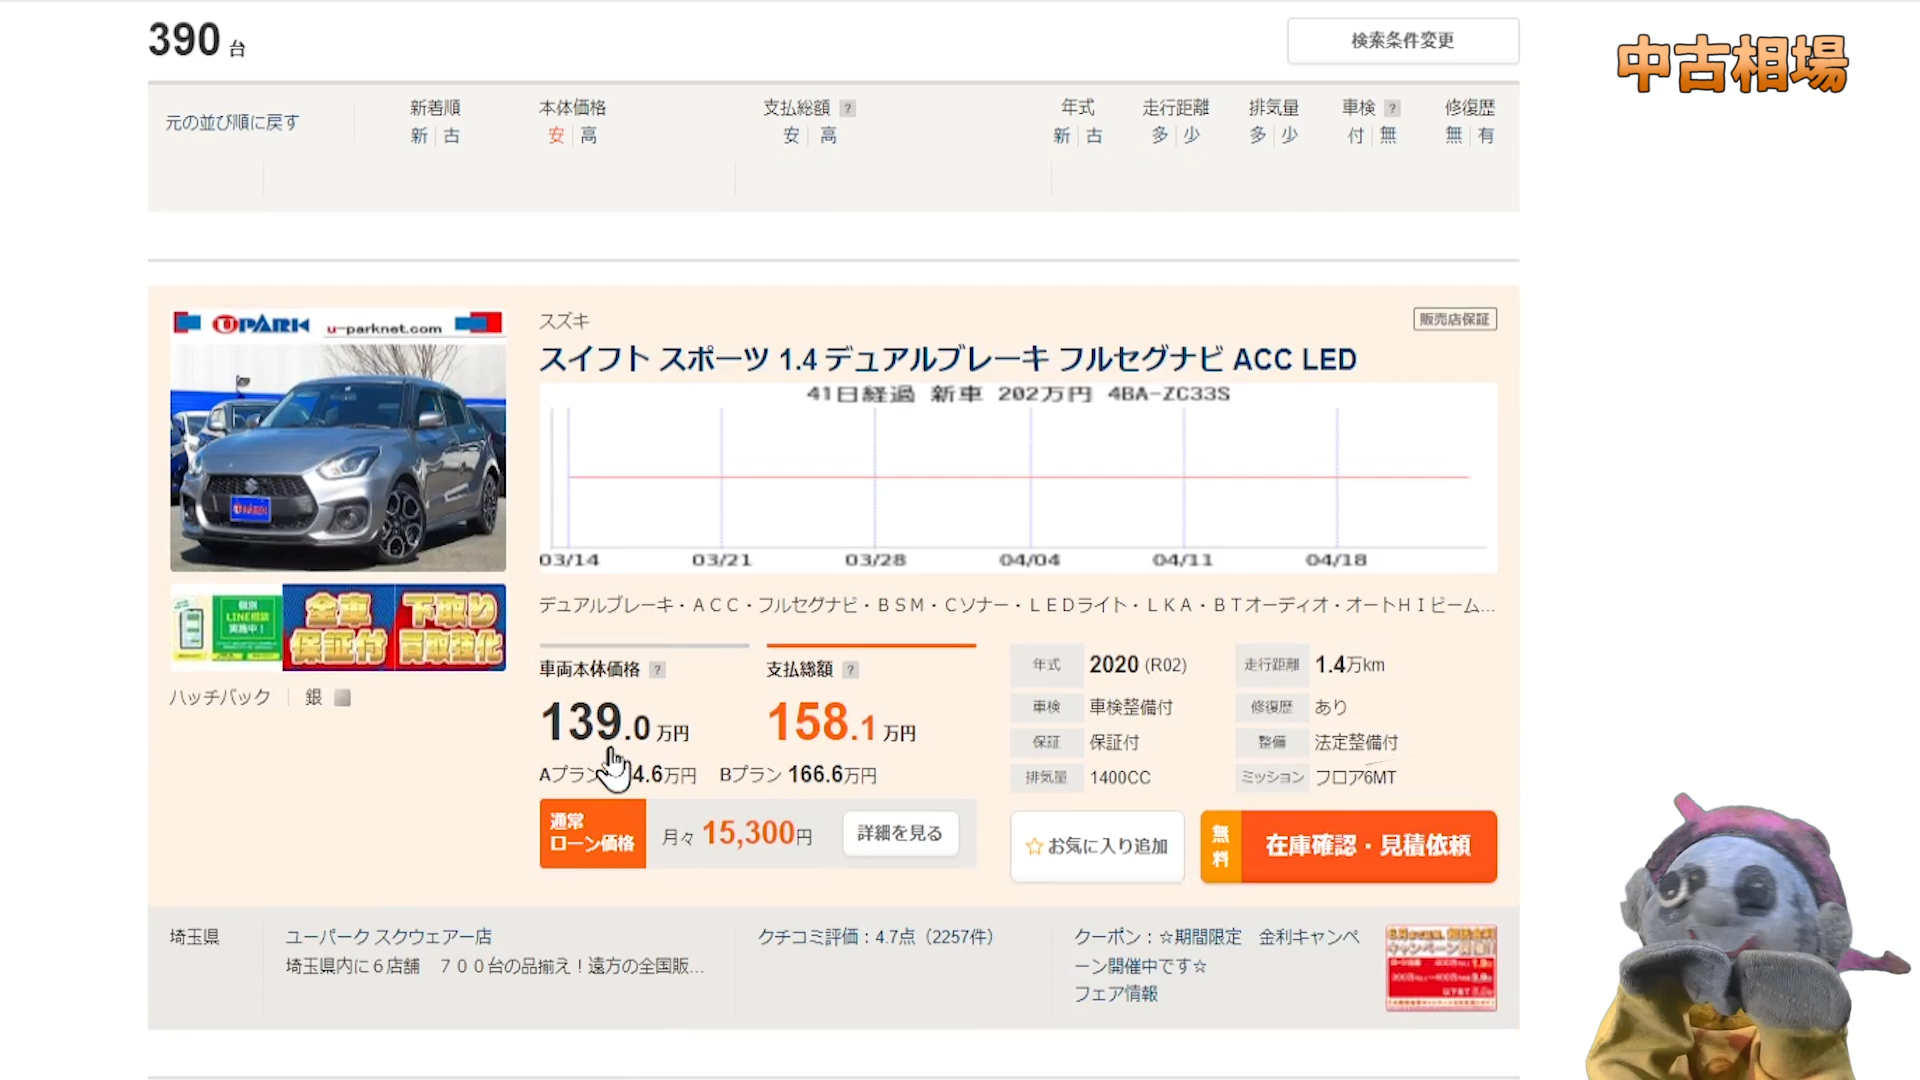 390 台
検索条件変更
中古相場
元の並び順に戻す
新着順
新 古
本体価格
安 高
支払総額 ?
安 高
年式
新 古
走行距離
多 少
排気量
多 少
車検 ?
付 無
修復歴
無 有
UPARK u-parknet.com
スズキ
販売店保証
スイフト スポーツ 1.4 デュアルブレーキ フルセグナビ ACC LED
41日経過 新車 202万円 4BA-ZC33S
03/14 03/21 03/28 04/04 04/11 04/18
デュアルブレーキ・ＡＣＣ・フルセグナビ・ＢＳＭ・Ｃソナー・ＬＥＤライト・ＬＫＡ・ＢＴオーディオ・オートＨＩビーム...
個別
LINE相談
実施中！
全車
保証付
下取り
買取強化
ハッチバック 銀
車両本体価格 ?
139.0 万円
支払総額 ?
158.1 万円
Aプラン 4.6万円 Bプラン 166.6万円
通常
ローン価格
月々 15,300円
詳細を見る
年式 2020 (R02)
走行距離 1.4万km
車検 車検整備付
修復歴 あり
保証 保証付
整備 法定整備付
排気量 1400CC
ミッション フロア6MT
☆お気に入り追加
無料
在庫確認・見積依頼
埼玉県
ユーパーク スクウェアー店
埼玉県内に６店舗　７００台の品揃え！遠方の全国販...
クチコミ評価：4.7点（2257件）
クーポン：☆期間限定　金利キャンペ
ーン開催中です☆
フェア情報